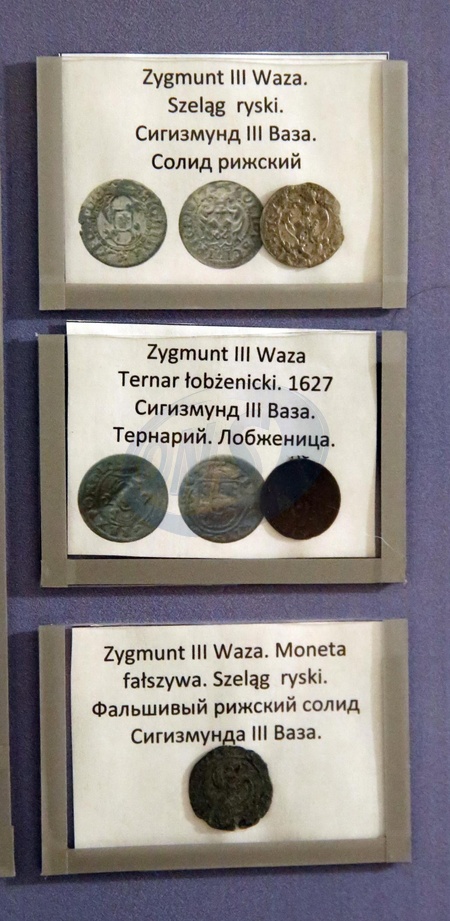 Zygmunt III Waza.
Szeląg ryski.
Сигизмунд III Ваза.
Солид рижский
Zygmunt III Waza
Ternar łobżenicki. 1627
Сигизмунд III Ваза.
Тернарий. Лобженица.
Zygmunt III Waza. Moneta
fałszywa. Szeląg ryski.
Фальшивый рижский солид
Сигизмунда III Ваза.